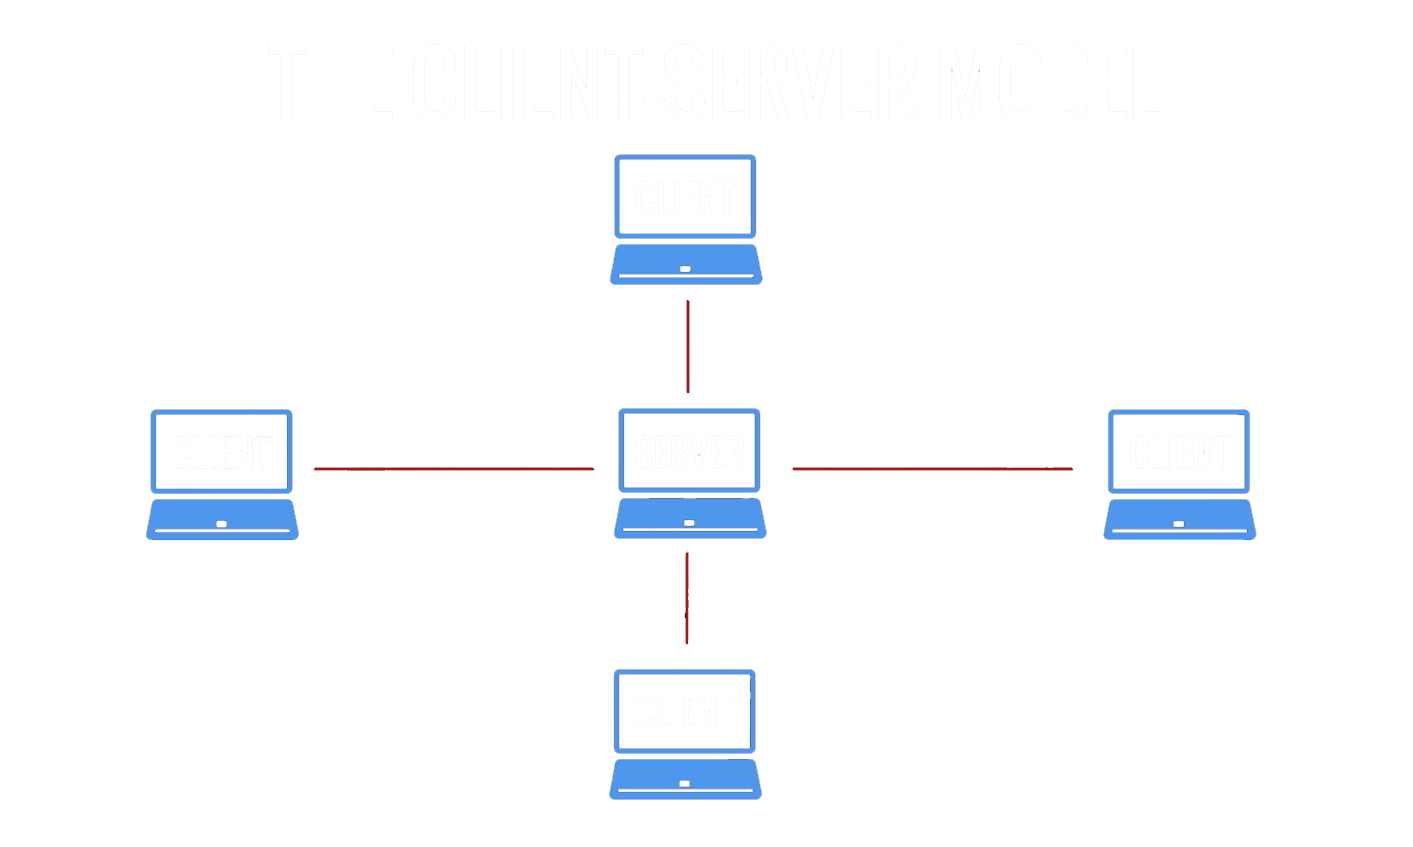 THE CLIENT-SERVER MODEL
CLIENT
CLIENT
SERVER
CLIENT
CLIENT